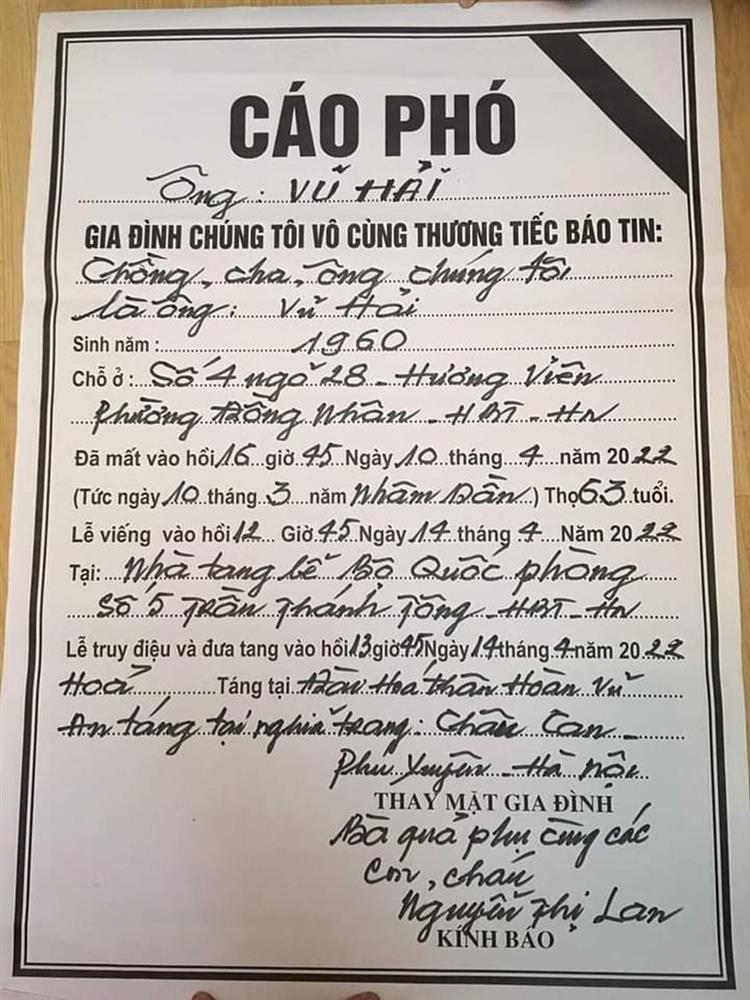 CÁO PHÓ
Ông: VŨ HẢI
GIA ĐÌNH CHÚNG TÔI VÔ CÙNG THƯƠNG TIẾC BÁO TIN:
Chồng, cha, ông chúng tôi
là ông: Vũ Hải
Sinh năm: 1960
Chỗ ở: Số 4 ngõ 28 - Hương Viên
Phường Đồng Nhân - HBT - HN
Đã mất vào hồi 16 giờ 45 Ngày 10 tháng 4 năm 2022
(Tức ngày 10 tháng 3 năm Nhâm Dần) Thọ 63 tuổi.
Lễ viếng vào hồi 12 Giờ 45 Ngày 14 tháng 4 Năm 2022
Tại: Nhà tang lễ Bộ Quốc phòng
Số 5 Trần Thánh Tông - HBT - HN
Lễ truy điệu và đưa tang vào hồi 13 giờ 45 Ngày 14 tháng 4 năm 2022
Hoả Táng tại Đài Hoá thân Hoàn Vũ
An táng tại nghĩa trang: Châu Can -
Phú Xuyên - Hà Nội
THAY MẶT GIA ĐÌNH
Bà quả phụ cùng các
con, cháu
Nguyễn Thị Lan
KÍNH BÁO